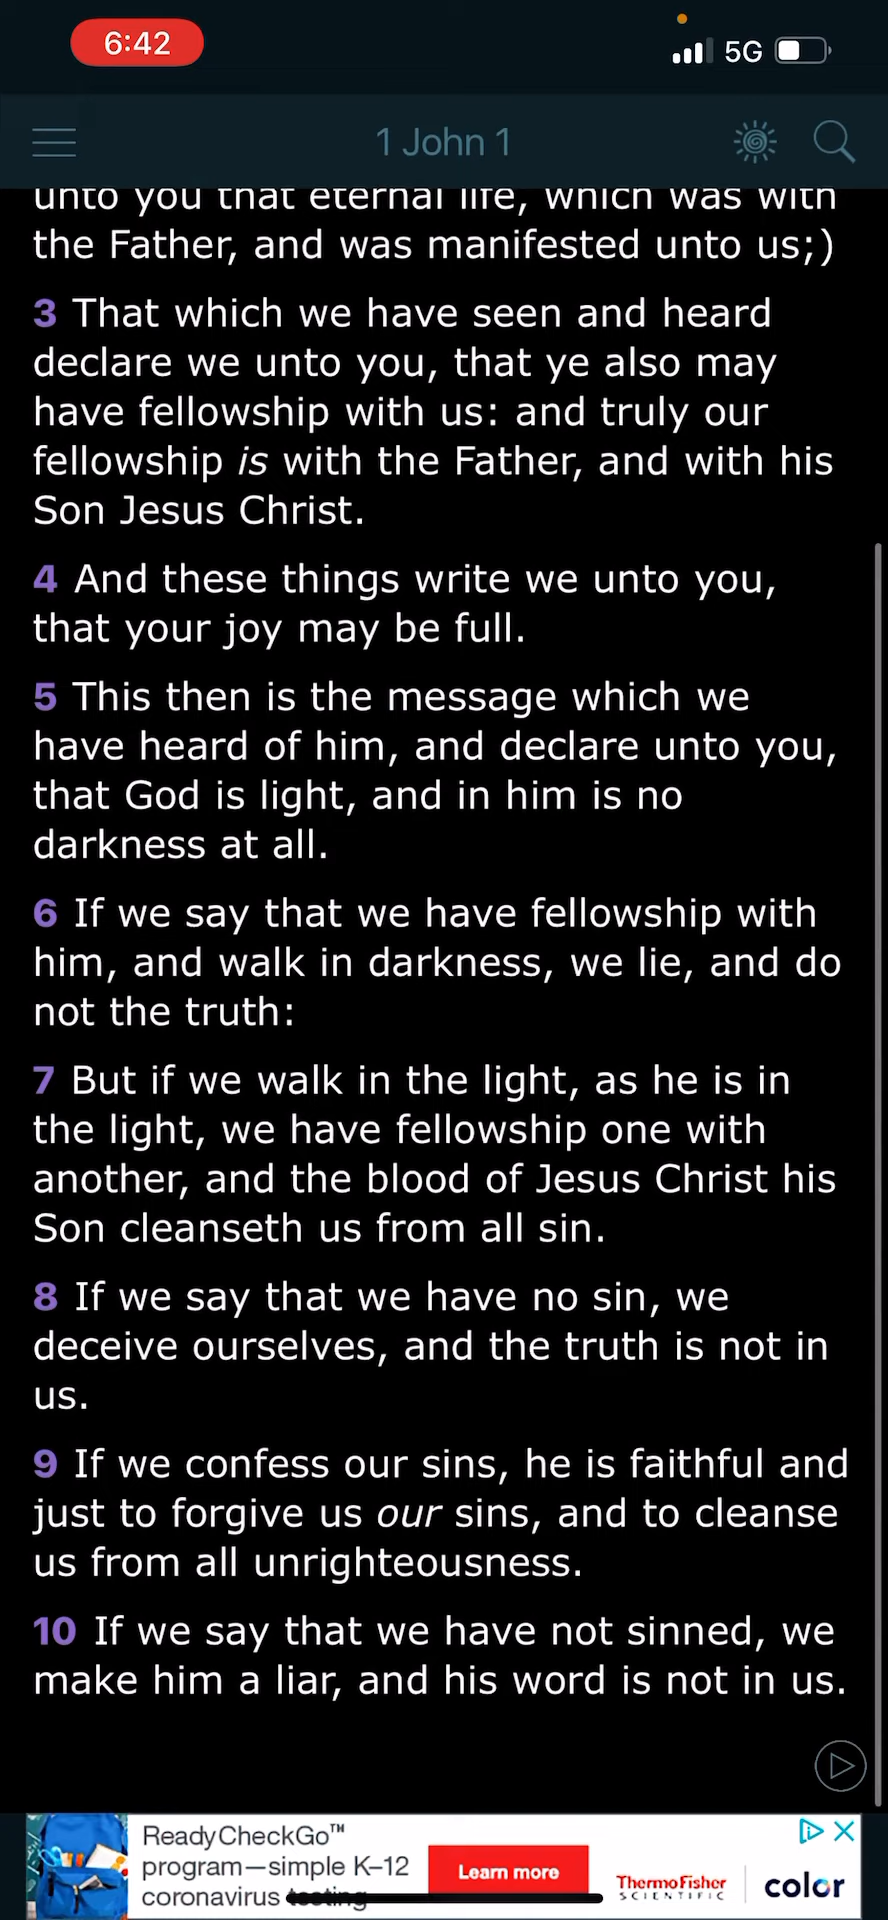 6:42
5G
1 John 1
unto you that eternal life, which was with
the Father, and was manifested unto us;)
3 That which we have seen and heard
declare we unto you, that ye also may
have fellowship with us: and truly our
fellowship is with the Father, and with his
Son Jesus Christ.
4 And these things write we unto you,
that your joy may be full.
5 This then is the message which we
have heard of him, and declare unto you,
that God is light, and in him is no
darkness at all.
6 If we say that we have fellowship with
him, and walk in darkness, we lie, and do
not the truth:
7 But if we walk in the light, as he is in
the light, we have fellowship one with
another, and the blood of Jesus Christ his
Son cleanseth us from all sin.
8 If we say that we have no sin, we
deceive ourselves, and the truth is not in
us.
9 If we confess our sins, he is faithful and
just to forgive us our sins, and to cleanse
us from all unrighteousness.
10 If we say that we have not sinned, we
make him a liar, and his word is not in us.
ReadyCheckGo™
program—simple K–12
coronavirus testing
Learn more
ThermoFisher
SCIENTIFIC
color